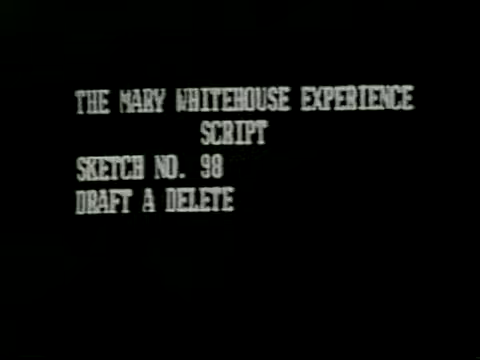 THE MARY WHITEHOUSE EXPERIENCE
SCRIPT
SKETCH NO. 98
DRAFT A DELETE